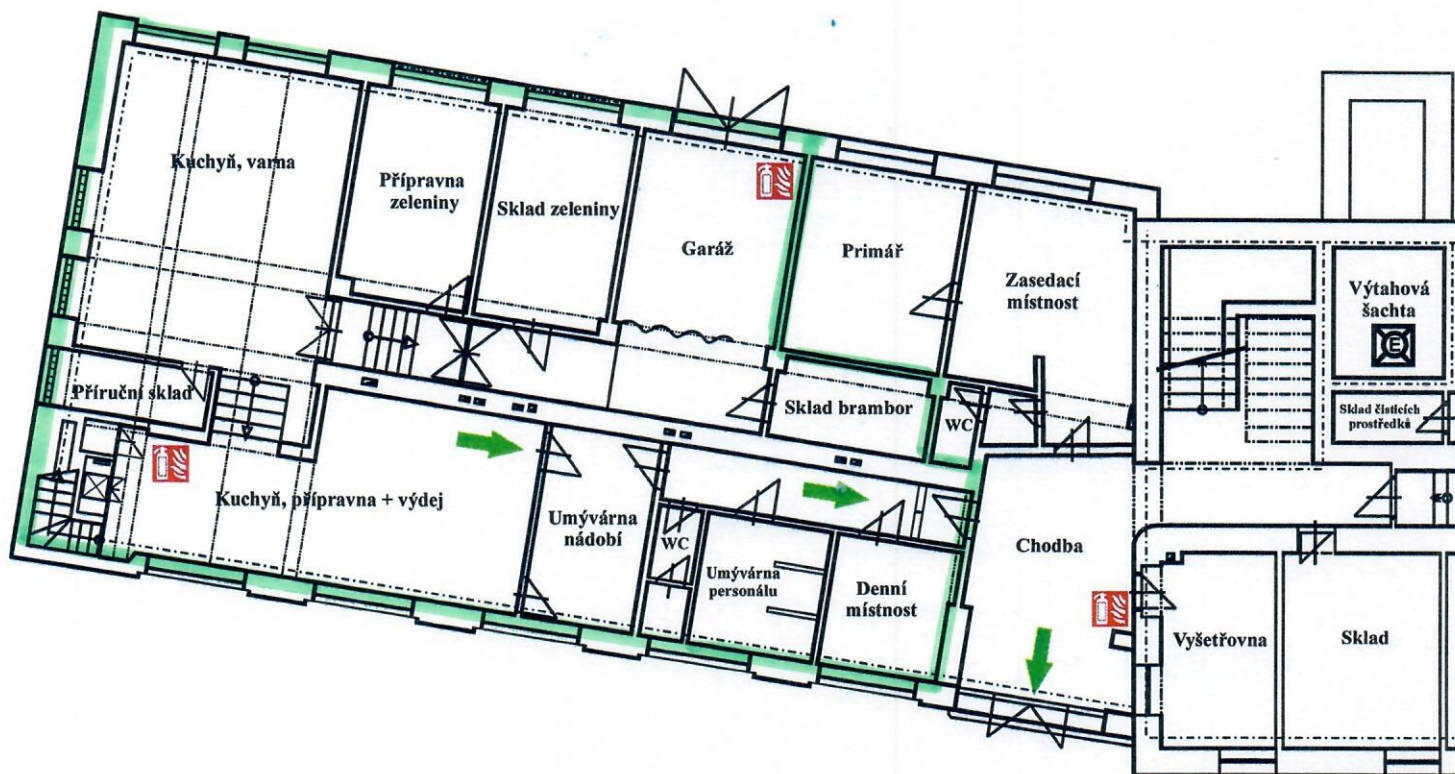 Kuchyň, varna
Přípravna
zeleniny
Sklad zeleniny
Garáž
Primář
Zasedací
místnost
Výtahová
šachta
E
Příruční sklad
Sklad brambor
WC
Sklad čisticích
prostředků
Kuchyň, přípravna + výdej
Umývárna
nádobí
WC
Umývárna
personálu
Denní
místnost
Chodba
Vyšetřovna
Sklad